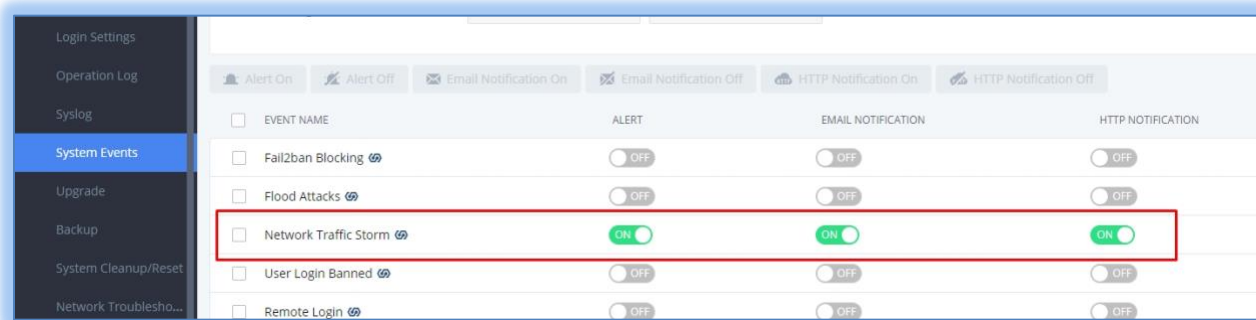 Login Settings
Operation Log
Syslog
System Events
Upgrade
Backup
System Cleanup/Reset
Network Troublesho...
Alert On Alert Off Email Notification On Email Notification Off HTTP Notification On HTTP Notification Off
EVENT NAME ALERT EMAIL NOTIFICATION HTTP NOTIFICATION
Fail2ban Blocking OFF OFF OFF
Flood Attacks OFF OFF OFF
Network Traffic Storm ON ON ON
User Login Banned OFF OFF OFF
Remote Login OFF OFF OFF